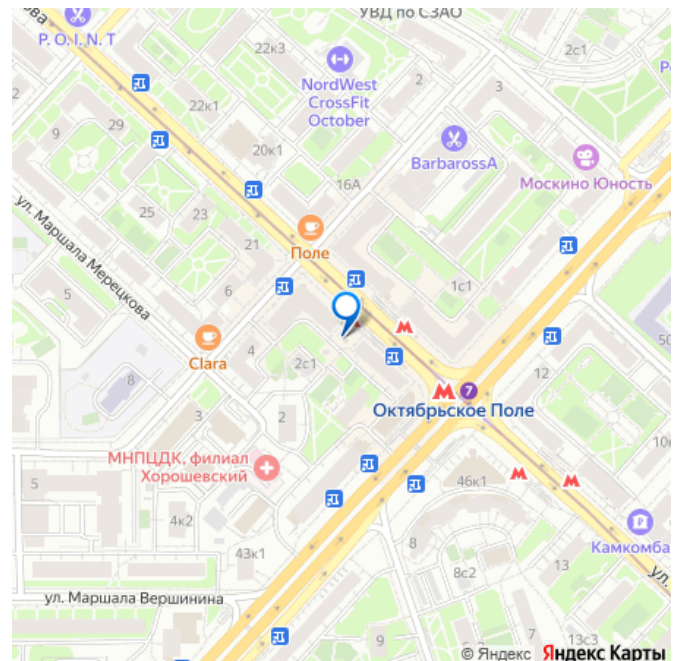 УВД по СЗАО
P. O. I. N. T
22к3
2с1
NordWest
CrossFit
October
2
3
22к1
29
9
20к1
BarbarossA
Москино Юность
16А
25
23
ул. Маршала Мерецкова
21
Поле
5
6
1с1
Clara
4
2с1
12
8
7
Октябрьское Поле
3
2
МНПЦДК, филиал
Хорошевский
5
46к1
4к2
Камкомба
43к1
8
8с2
13
ул.
ул. Маршала Вершинина
9
7
13с3
© Яндекс Яндекс Карты